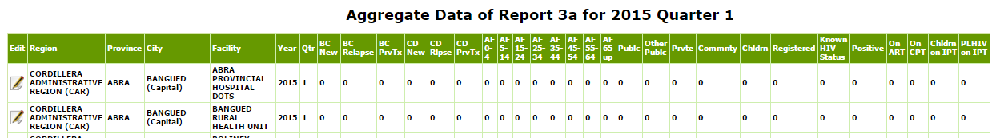 Aggregate Data of Report 3a for 2015 Quarter 1
Edit Region Province City Facility Year Qtr BC New BC Relapse BC PrvTx CD New CD Rlpse CD PrvTx AF 0-4 AF 5-14 AF 15-24 AF 25-34 AF 35-44 AF 45-54 AF 55-64 AF 65 up Publc Other Publc Prvte Commnty Chldrn Registered Known HIV Status Positive On ART On CPT Chldrn on IPT PLHIV on IPT
CORDILLERA ADMINISTRATIVE REGION (CAR) ABRA BANGUED (Capital) ABRA PROVINCIAL HOSPITAL DOTS 2015 1 0 0 0 0 0 0 0 0 0 0 0 0 0 0 0 0 0 0 0 0 0 0 0 0 0 0
CORDILLERA ADMINISTRATIVE REGION (CAR) ABRA BANGUED (Capital) BANGUED RURAL HEALTH UNIT 2015 1 0 0 0 0 0 0 0 0 0 0 0 0 0 0 0 0 0 0 0 0 0 0 0 0 0 0